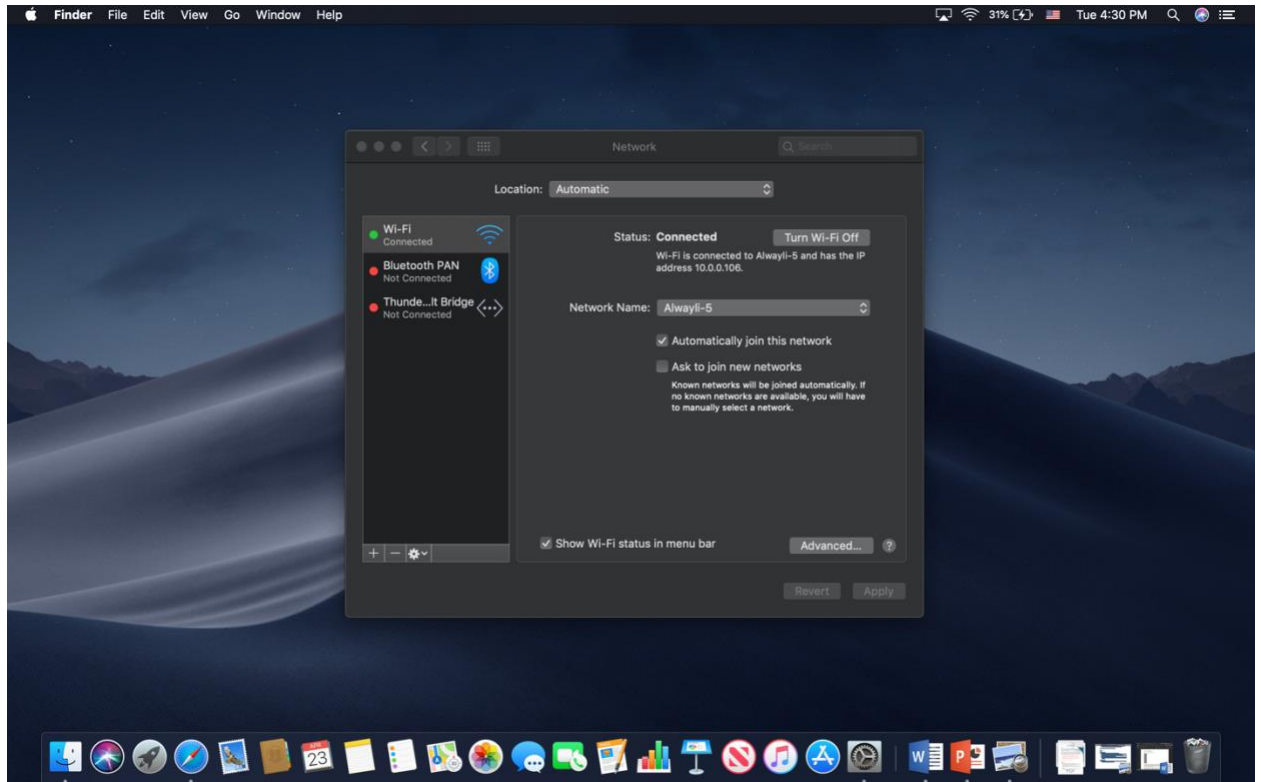 Finder File Edit View Go Window Help 31% Tue 4:30 PM
Network
Search
Location: Automatic
Wi-Fi
Connected
Bluetooth PAN
Not Connected
Thunde...lt Bridge
Not Connected
Status: Connected
Turn Wi-Fi Off
Wi-Fi is connected to Alwayli-5 and has the IP
address 10.0.0.106.
Network Name: Alwayli-5
Automatically join this network
Ask to join new networks
Known networks will be joined automatically. If
no known networks are available, you will have
to manually select a network.
Show Wi-Fi status in menu bar
Advanced... ?
Revert Apply
APR
23
W
P